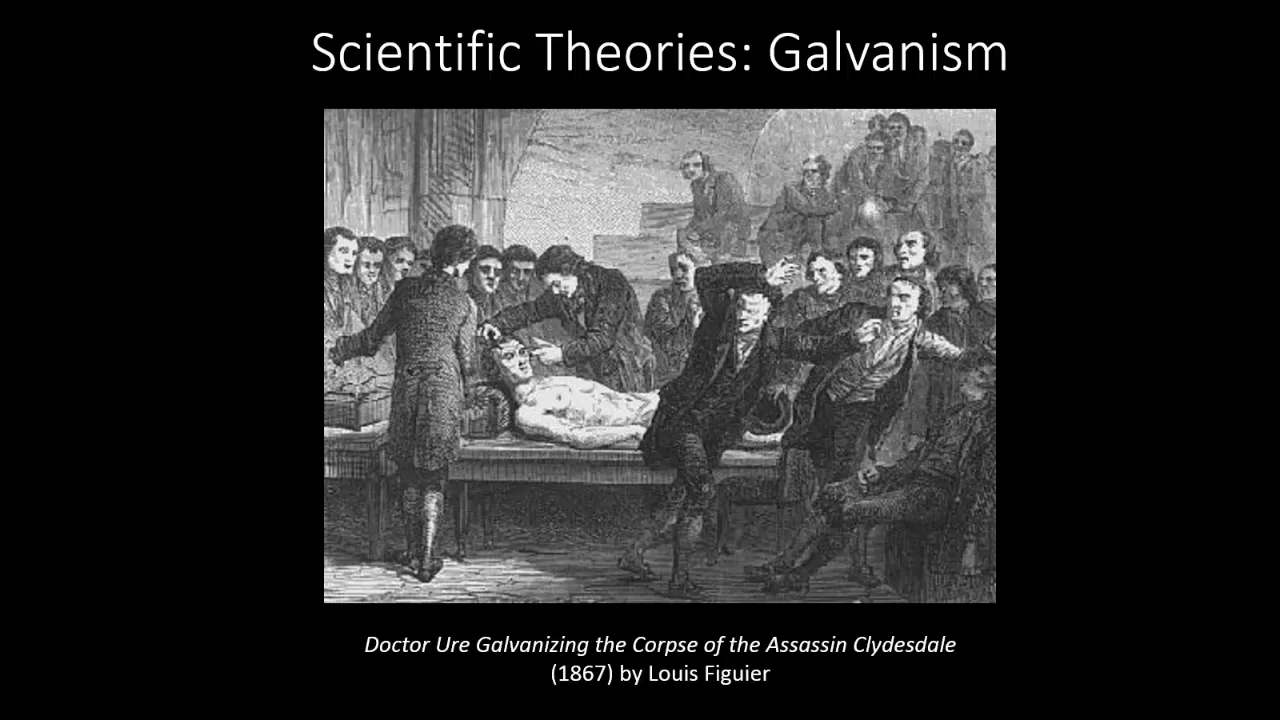 Scientific Theories: Galvanism
Doctor Ure Galvanizing the Corpse of the Assassin Clydesdale
(1867) by Louis Figuier